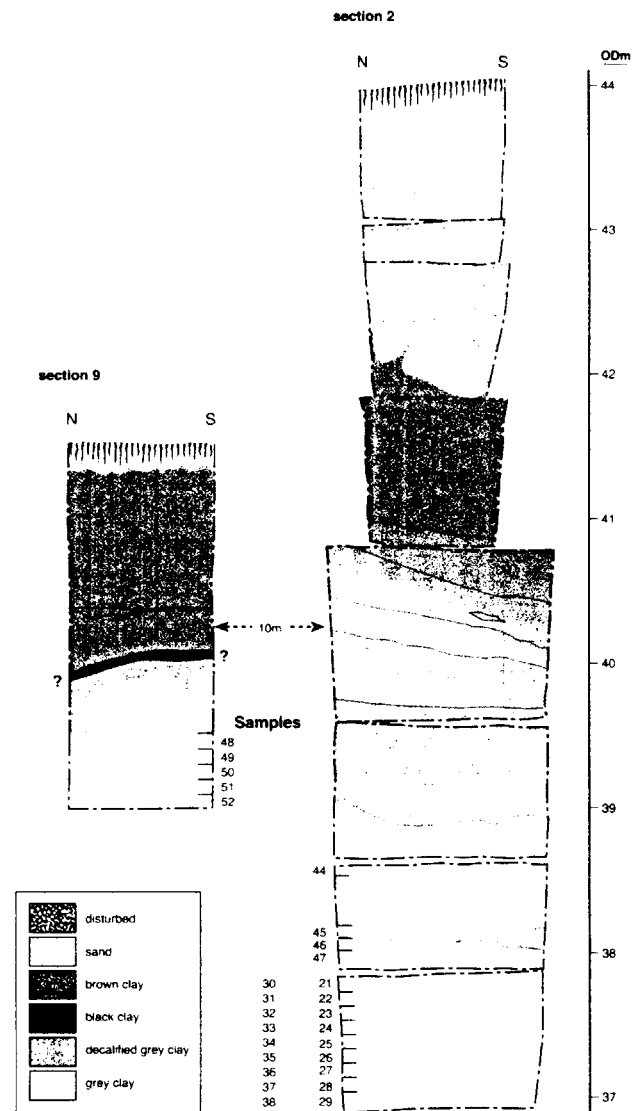 section 2
N S
ODm
44
43
42
section 9
N S
41
10m
?
?
40
Samples
48
49
50
51
52
39
44
45
46
47
38
disturbed
sand
brown clay
black clay
decalified grey clay
grey clay
30 21
31 22
32 23
33 24
34 25
35 26
36 27
37 28
38 29
37